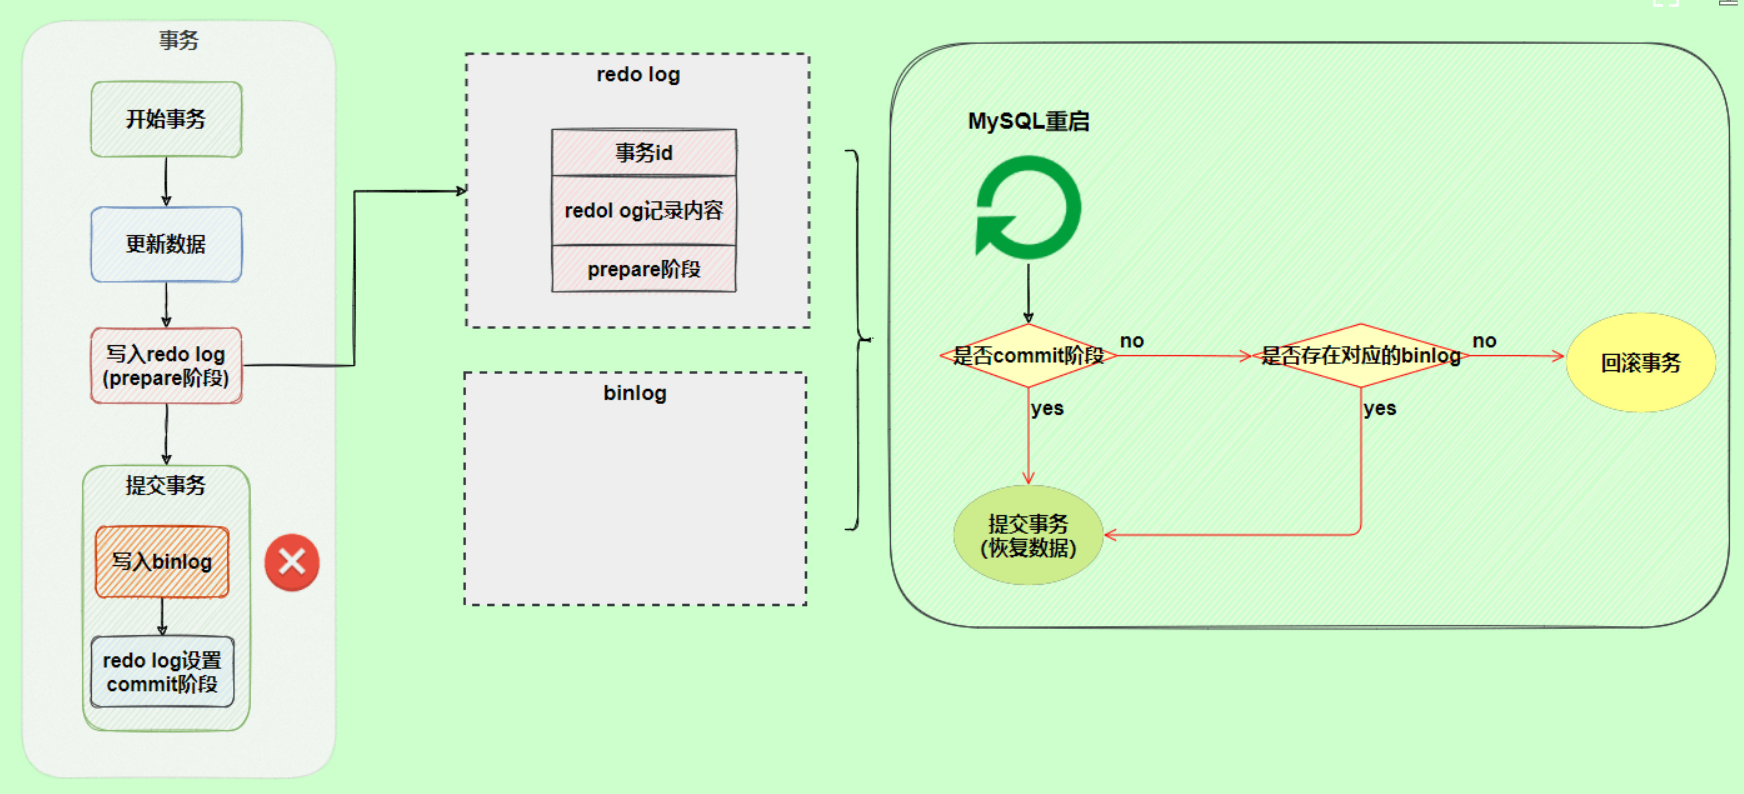 事务
开始事务
更新数据
写入redo log
(prepare阶段)
提交事务
写入binlog
redo log设置
commit阶段
redo log
事务id
redol og记录内容
prepare阶段
binlog
MySQL重启
是否commit阶段
no
是否存在对应的binlog
no
回滚事务
yes
yes
提交事务
(恢复数据)